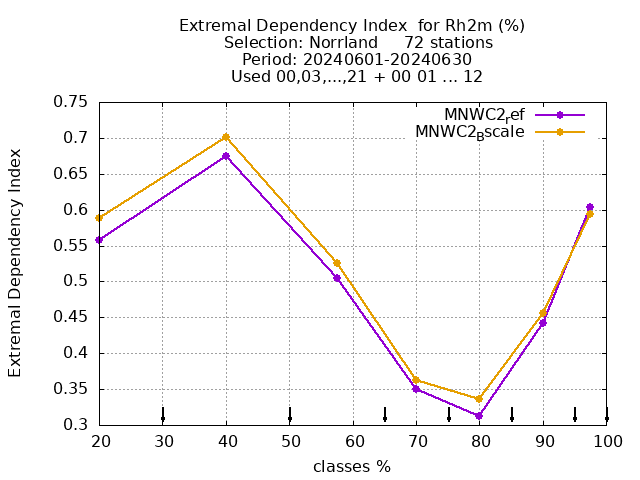 Extremal Dependency Index  for Rh2m (%)
Selection: Norrland     72 stations
Period: 20240601-20240630
Used 00,03,...,21 + 00 01 ... 12
MNWC2_ref
MNWC2_Bscale
Extremal Dependency Index
0.75
0.7
0.65
0.6
0.55
0.5
0.45
0.4
0.35
0.3
20 30 40 50 60 70 80 90 100
classes %